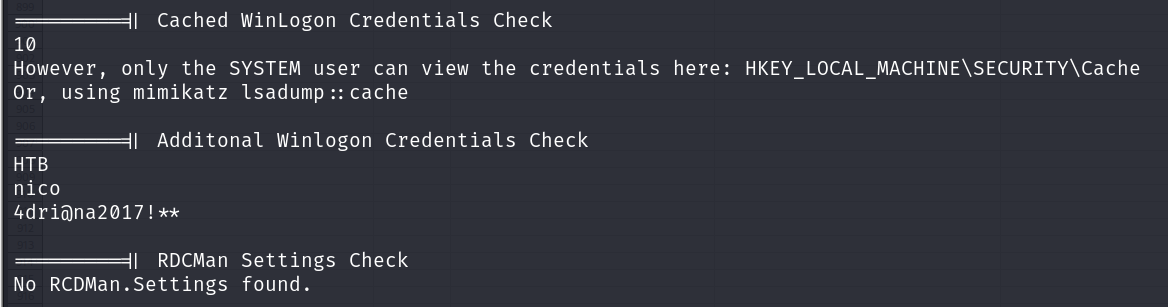 ═══════════|| Cached WinLogon Credentials Check
10
However, only the SYSTEM user can view the credentials here: HKEY_LOCAL_MACHINE\SECURITY\Cache
Or, using mimikatz lsadump::cache
═══════════|| Additonal Winlogon Credentials Check
HTB
nico
4dri@na2017!**
═══════════|| RDCMan Settings Check
No RCDMan.Settings found.